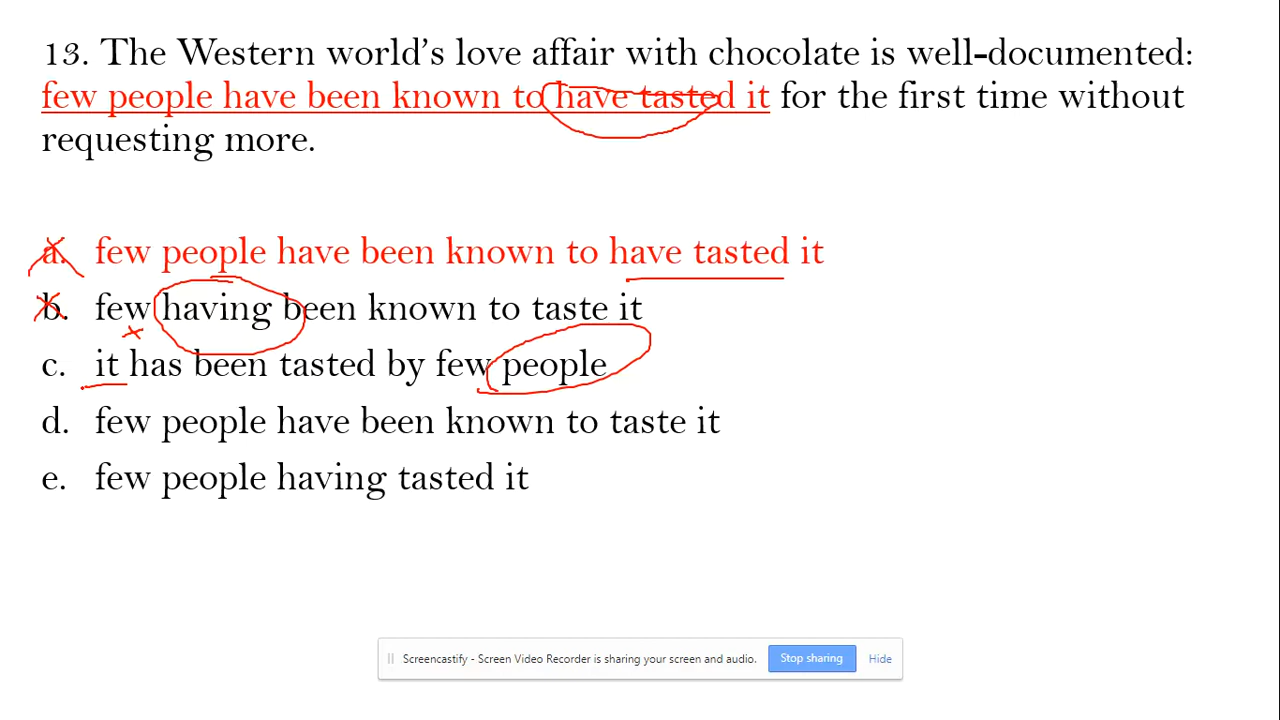 13. The Western world's love affair with chocolate is well-documented:
few people have been known to have tasted it for the first time without
requesting more.
a. few people have been known to have tasted it
b. few having been known to taste it
c. it has been tasted by few people
d. few people have been known to taste it
e. few people having tasted it
Screencastify - Screen Video Recorder is sharing your screen and audio. Stop sharing Hide